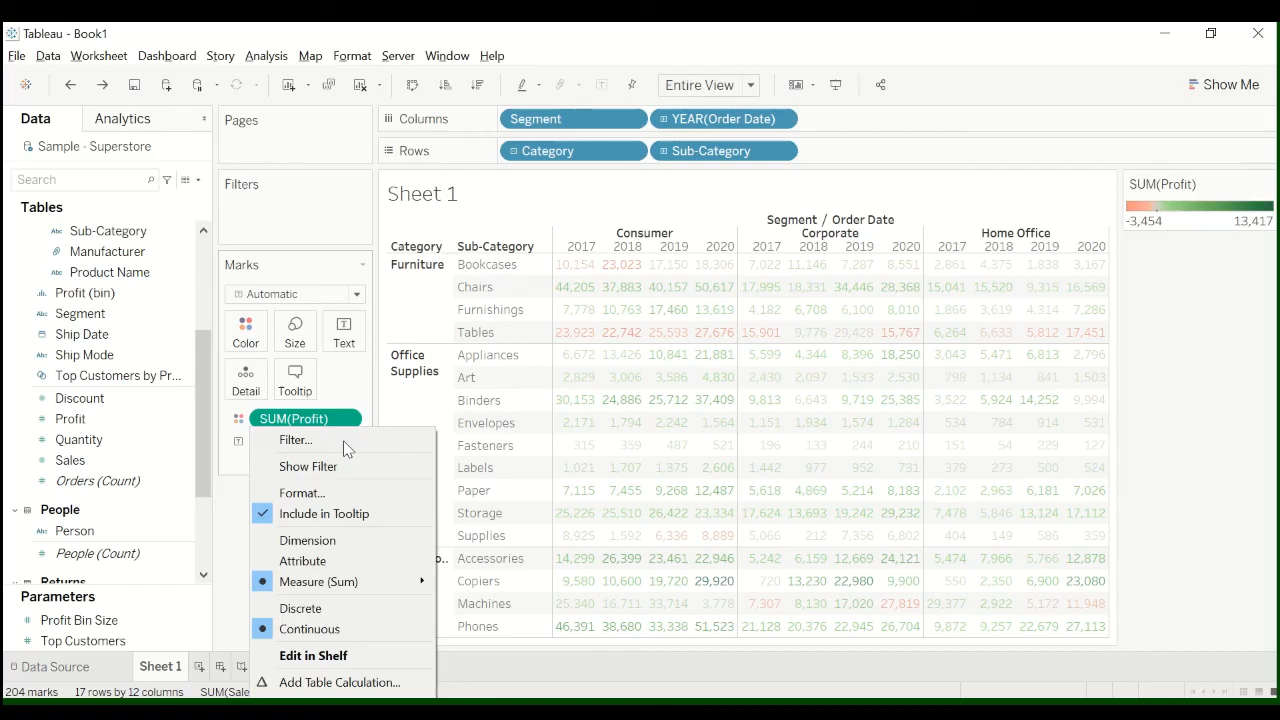 Tableau - Book1
File Data Worksheet Dashboard Story Analysis Map Format Server Window Help
Entire View
Show Me
Data Analytics
Sample - Superstore
Search
Tables
Sub-Category
Manufacturer
Product Name
Profit (bin)
Segment
Ship Date
Ship Mode
Top Customers by Pr...
Discount
Profit
Quantity
Sales
Orders (Count)
People
Person
People (Count)
Returns
Parameters
Profit Bin Size
Top Customers
Pages
Filters
Marks
Automatic
Color Size Text
Detail Tooltip
SUM(Profit)
Filter...
Show Filter
Format...
Include in Tooltip
Dimension
Attribute
Measure (Sum)
Discrete
Continuous
Edit in Shelf
Add Table Calculation...
Columns Segment YEAR(Order Date)
Rows Category Sub-Category
Sheet 1
Segment / Order Date
Consumer Corporate Home Office
Category Sub-Category 2017 2018 2019 2020 2017 2018 2019 2020 2017 2018 2019 2020
Furniture Bookcases 10,154 23,023 17,150 18,306 7,022 11,146 7,287 8,551 2,861 4,375 1,838 3,167
Chairs 44,205 37,883 40,157 50,617 17,995 18,331 34,446 28,368 15,041 15,520 9,315 16,569
Furnishings 7,778 10,763 17,460 13,619 4,182 6,708 6,100 8,010 1,866 3,619 4,314 7,286
Tables 23,923 22,742 25,593 27,676 15,901 9,776 29,428 15,767 6,264 6,633 5,812 17,451
Office Supplies Appliances 6,672 13,426 10,841 21,881 5,599 4,344 8,396 18,250 3,043 5,471 6,813 2,796
Art 2,829 3,006 3,586 4,830 2,430 2,097 1,533 2,530 798 1,134 841 1,503
Binders 30,153 24,886 25,712 37,409 9,813 6,643 9,719 25,385 3,522 5,924 14,252 9,994
Envelopes 2,171 1,794 2,242 1,564 1,151 1,934 1,980 797 534 784 914 531
Fasteners 315 359 487 521 196 133 244 210 151 54 229 127
Labels 1,021 1,707 1,375 2,606 1,442 977 952 731 379 273 500 524
Paper 7,115 7,455 9,268 12,487 5,618 4,869 5,214 8,183 2,102 2,963 6,181 7,026
Storage 25,226 25,510 26,422 23,334 17,624 13,693 19,242 29,232 7,478 5,846 13,124 17,112
Supplies 8,925 1,592 6,336 8,889 5,066 212 7,356 6,802 404 149 586 359
o.. Accessories 14,299 26,399 23,461 22,946 5,242 6,159 12,669 24,121 5,474 7,966 5,766 12,878
Copiers 9,580 10,600 19,720 29,920 720 13,230 22,980 9,900 550 2,350 6,900 23,080
Machines 25,340 16,711 33,714 3,778 7,307 8,130 17,020 27,819 29,377 2,922 5,172 11,948
Phones 46,391 38,680 33,338 51,523 21,128 20,376 22,945 26,704 9,872 9,257 22,679 27,113
SUM(Profit)
-3,454 13,417
Data Source Sheet 1
204 marks 17 rows by 12 columns SUM(Sale